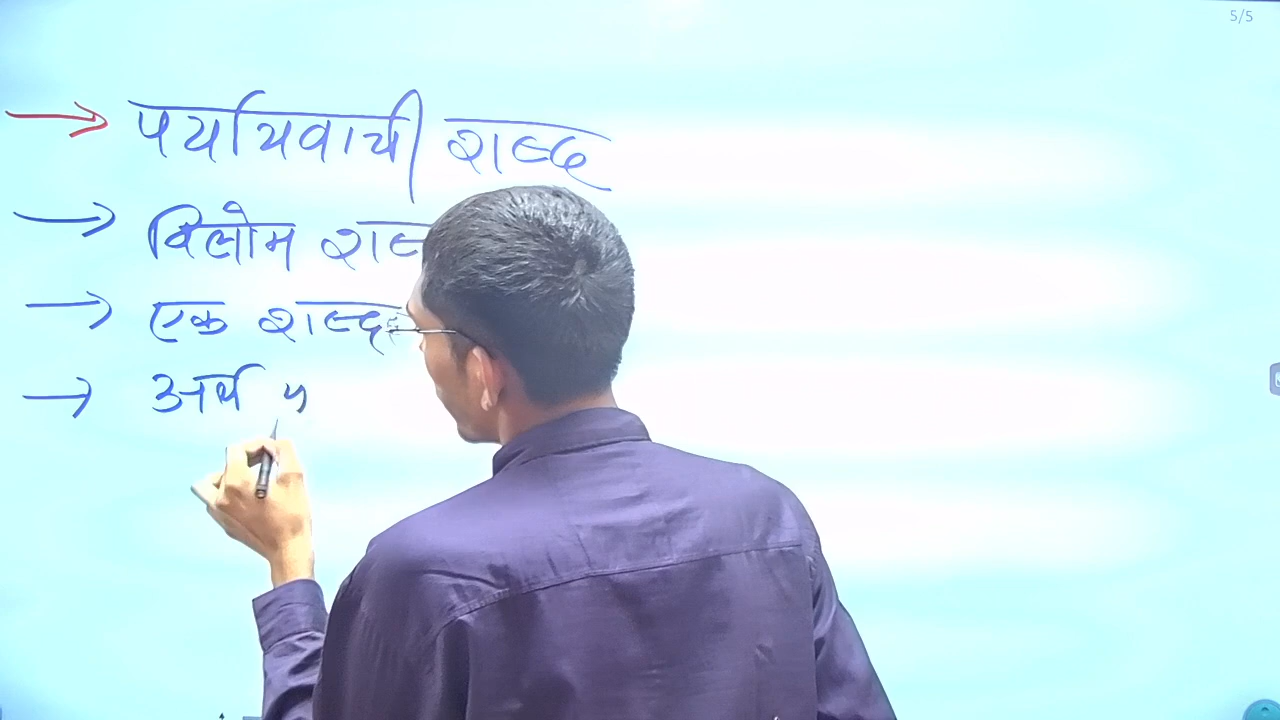 5/5
→ पर्यायवाची शब्द
→ विलोम
→ एक शब्द
→ अर्थ